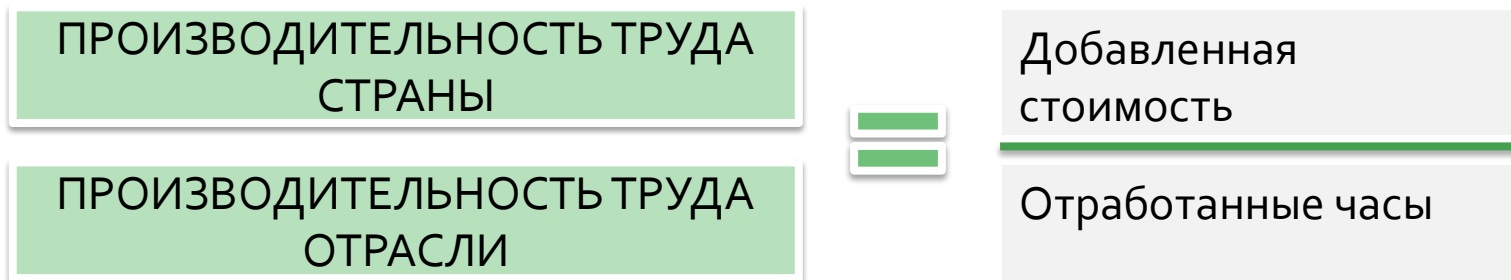 ПРОИЗВОДИТЕЛЬНОСТЬ ТРУДА
СТРАНЫ
ПРОИЗВОДИТЕЛЬНОСТЬ ТРУДА
ОТРАСЛИ
Добавленная
стоимость
Отработанные часы